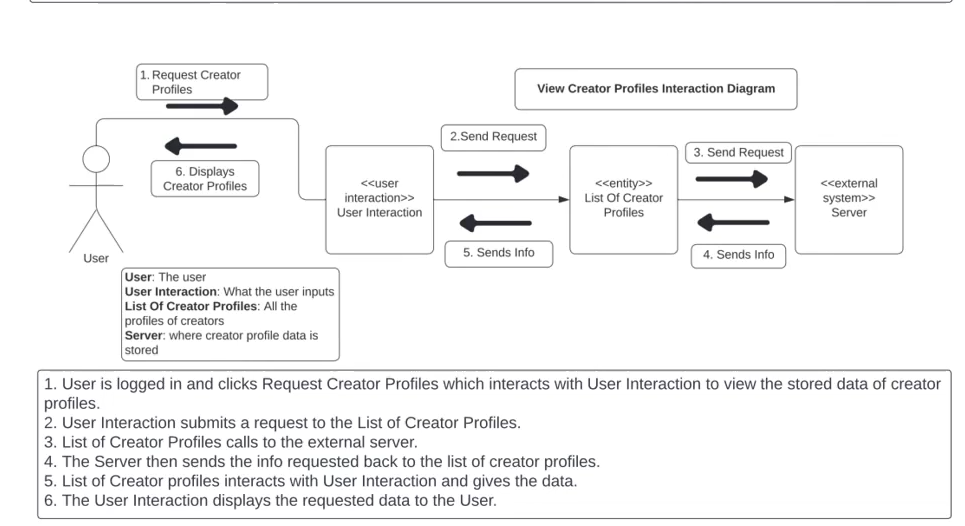 1. Request Creator
Profiles
View Creator Profiles Interaction Diagram
2.Send Request
3. Send Request
6. Displays
Creator Profiles
<<user
interaction>>
User Interaction
<<entity>>
List Of Creator
Profiles
<<external
system>>
Server
5. Sends Info
4. Sends Info
User
User: The user
User Interaction: What the user inputs
List Of Creator Profiles: All the
profiles of creators
Server: where creator profile data is
stored
1. User is logged in and clicks Request Creator Profiles which interacts with User Interaction to view the stored data of creator
profiles.
2. User Interaction submits a request to the List of Creator Profiles.
3. List of Creator Profiles calls to the external server.
4. The Server then sends the info requested back to the list of creator profiles.
5. List of Creator profiles interacts with User Interaction and gives the data.
6. The User Interaction displays the requested data to the User.